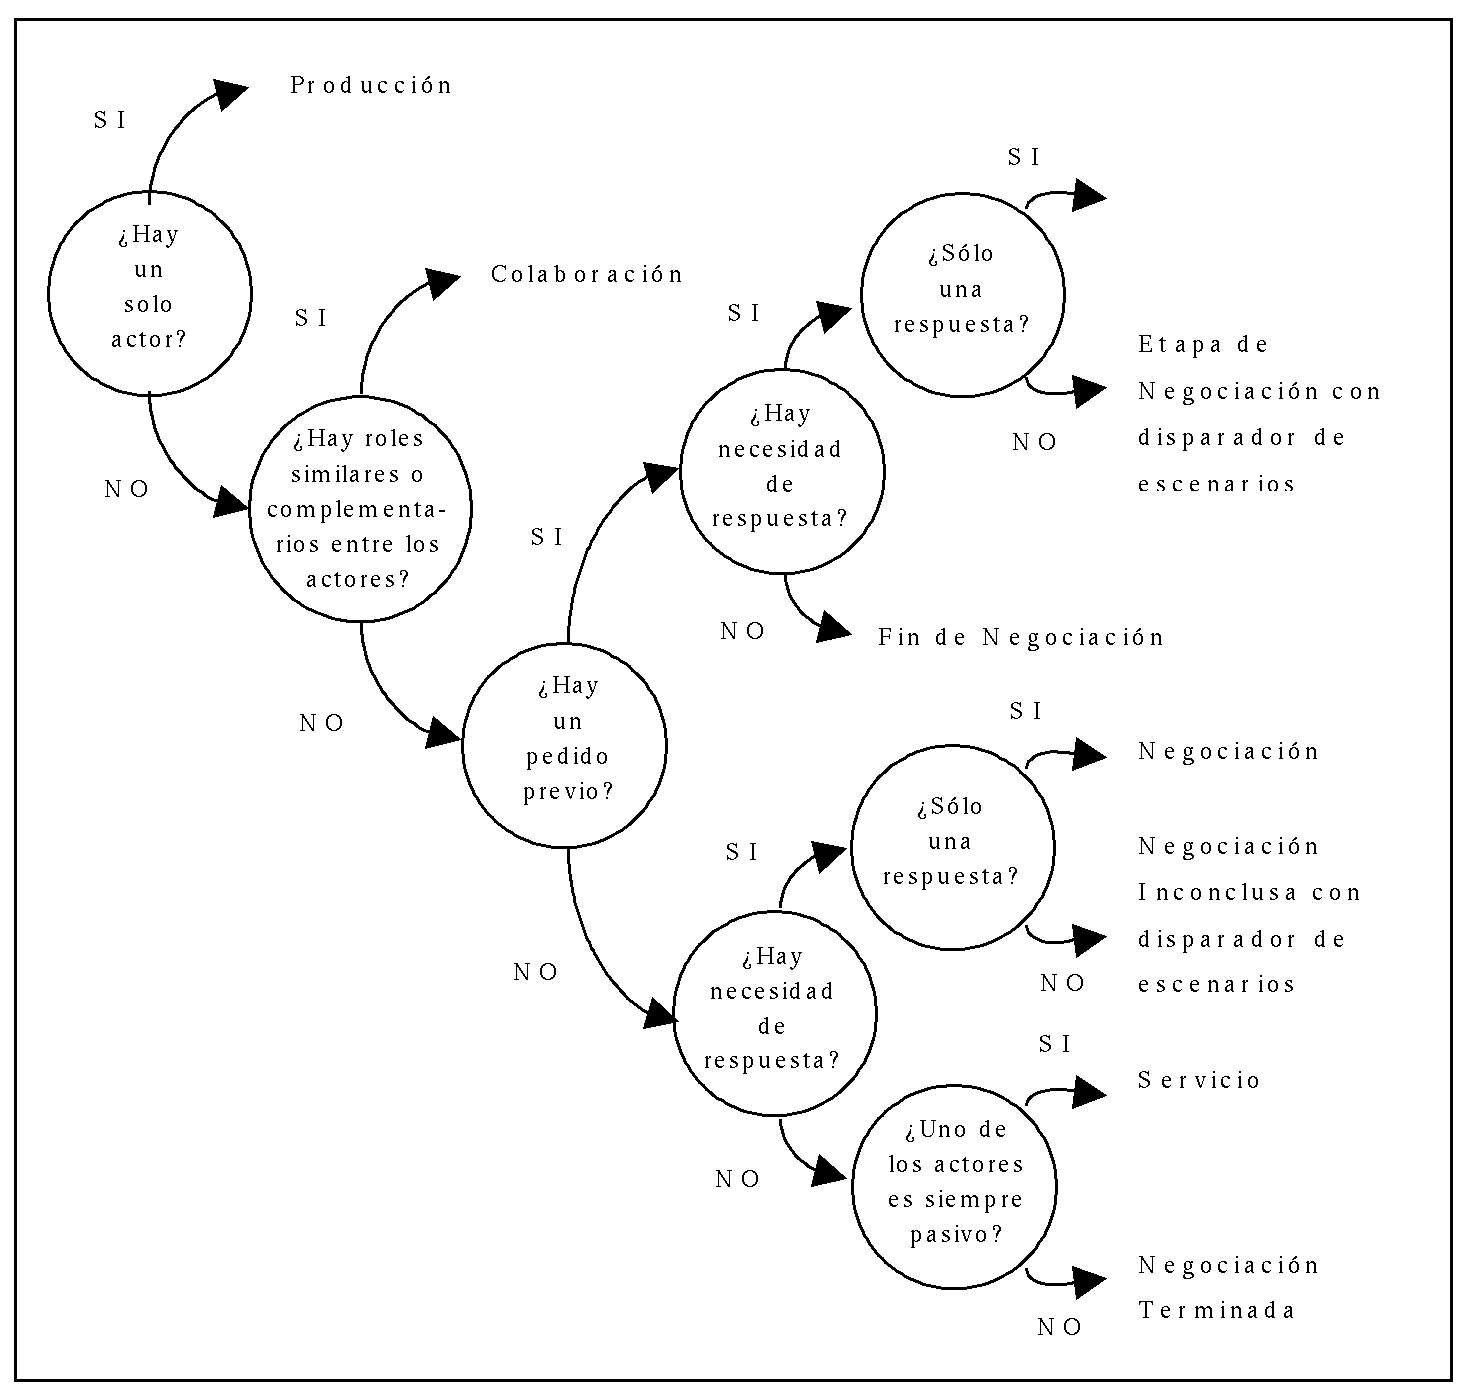 Producción
SI
¿Hay
un
solo
actor?
NO
SI
Colaboración
¿Hay roles
similares o
complementa-
rios entre los
actores?
NO
SI
¿Hay
un
pedido
previo?
NO
SI
¿Hay
necesidad
de
respuesta?
NO
Fin de Negociación
SI
¿Sólo
una
respuesta?
NO
Etapa de
Negociación con
disparador de
escenarios
SI
¿Hay
necesidad
de
respuesta?
NO
SI
Negociación
¿Sólo
una
respuesta?
NO
Negociación
Inconclusa con
disparador de
escenarios
SI
Servicio
¿Uno de
los actores
es siempre
pasivo?
NO
Negociación
Terminada